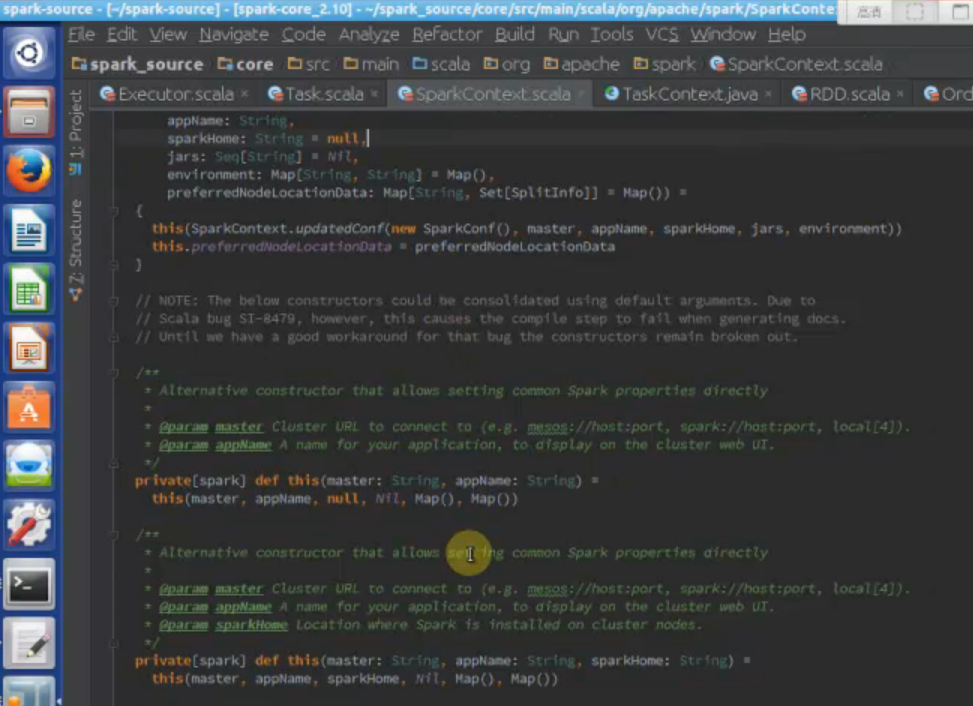 spark-source - [~/spark-source] - [spark-core_2.10] - ~/spark_source/core/src/main/scala/org/apache/spark/SparkConte
File Edit View Navigate Code Analyze Refactor Build Run Tools VCS Window Help
spark_source core src main scala org apache spark SparkContext.scala
Executor.scala × Task.scala × SparkContext.scala × TaskContext.java × RDD.scala × Ord
1: Project
Z: Structure
appName: String,
sparkHome: String = null,
jars: Seq[String] = Nil,
environment: Map[String, String] = Map(),
preferredNodeLocationData: Map[String, Set[SplitInfo]] = Map()) =
{
this(SparkContext.updatedConf(new SparkConf(), master, appName, sparkHome, jars, environment))
this.preferredNodeLocationData = preferredNodeLocationData
}
// NOTE: The below constructors could be consolidated using default arguments. Due to
// Scala bug SI-8479, however, this causes the compile step to fail when generating docs.
// Until we have a good workaround for that bug the constructors remain broken out.
/**
* Alternative constructor that allows setting common Spark properties directly
*
* @param master Cluster URL to connect to (e.g. mesos://host:port, spark://host:port, local[4]).
* @param appName A name for your application, to display on the cluster web UI.
*/
private[spark] def this(master: String, appName: String) =
this(master, appName, null, Nil, Map(), Map())
/**
* Alternative constructor that allows setting common Spark properties directly
*
* @param master Cluster URL to connect to (e.g. mesos://host:port, spark://host:port, local[4]).
* @param appName A name for your application, to display on the cluster web UI.
* @param sparkHome Location where Spark is installed on cluster nodes.
*/
private[spark] def this(master: String, appName: String, sparkHome: String) =
this(master, appName, sparkHome, Nil, Map(), Map())